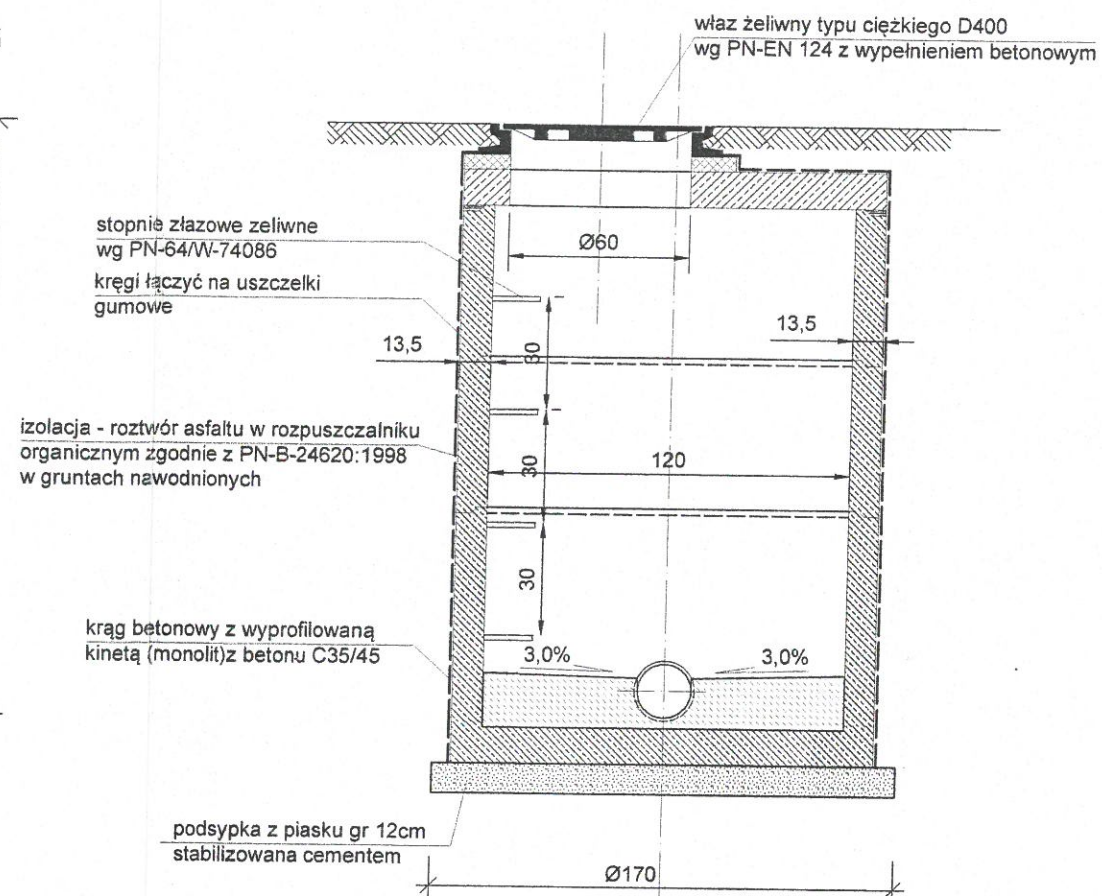 właz żeliwny typu ciężkiego D400
wg PN-EN 124 z wypełnieniem betonowym
stopnie złazowe zeliwne
wg PN-64/W-74086
kręgi łączyć na uszczelki
gumowe
Ø60
13,5
13,5
30
izolacja - roztwór asfaltu w rozpuszczalniku
organicznym zgodnie z PN-B-24620:1998
w gruntach nawodnionych
120
30
30
krąg betonowy z wyprofilowaną
kinetą (monolit)z betonu C35/45
3,0%
3,0%
podsypka z piasku gr 12cm
stabilizowana cementem
Ø170